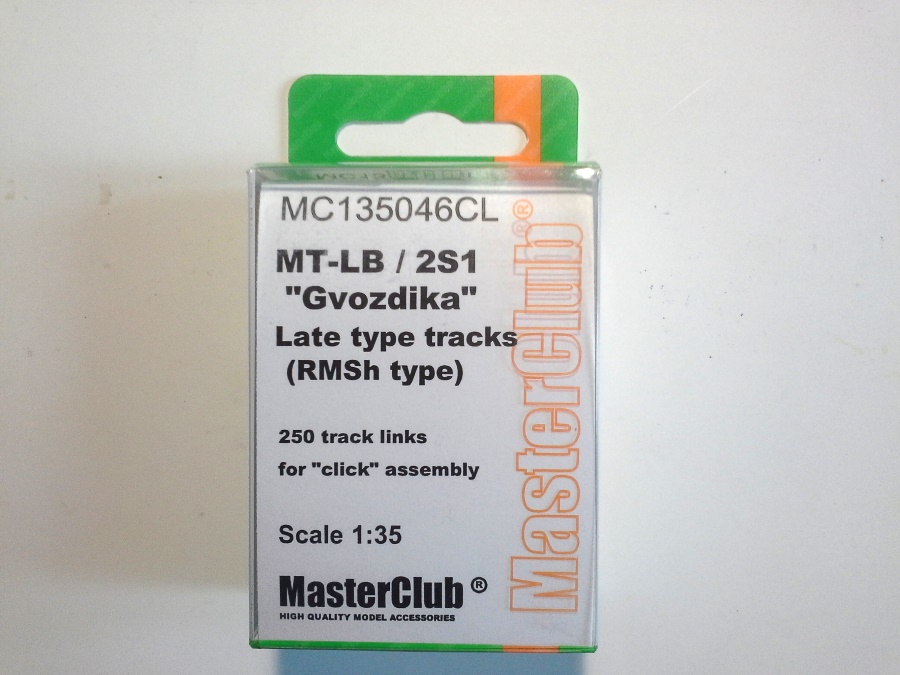 MC135046CL
MT-LB / 2S1
"Gvozdika"
Late type tracks
(RMSh type)
250 track links
for "click" assembly
Scale 1:35
MasterClub ®
HIGH QUALITY MODEL ACCESSORIES
MasterClub®